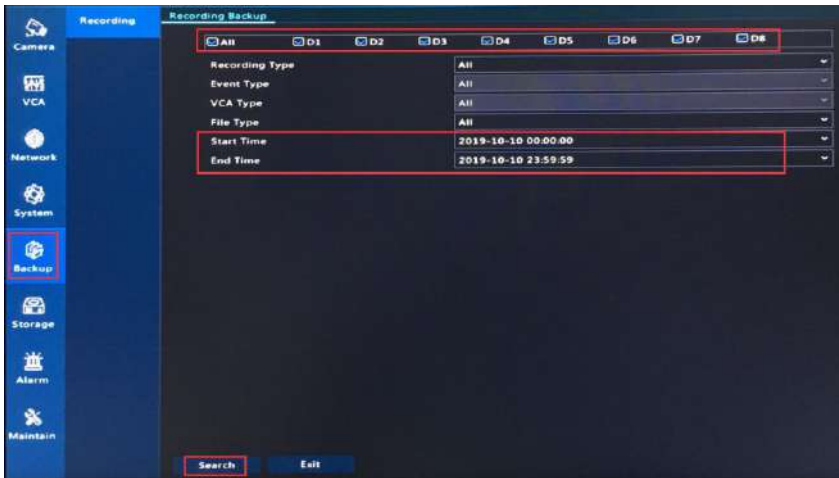 Recording
Recording Backup
Camera
All D1 D2 D3 D4 D5 D6 D7 D8
Recording Type All
Event Type All
VCA
VCA Type All
File Type All
Start Time 2019-10-10 00:00:00
End Time 2019-10-10 23:59:59
Network
System
Backup
Storage
Alarm
Maintain
Search Exit